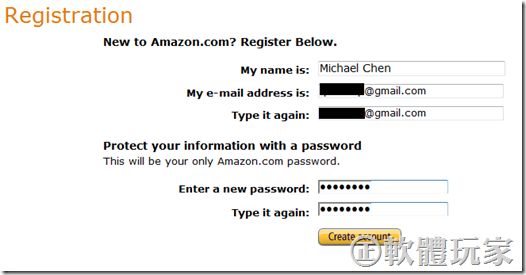 Registration
New to Amazon.com? Register Below.
My name is: Michael Chen
My e-mail address is: @gmail.com
Type it again: @gmail.com
Protect your information with a password
This will be your only Amazon.com password.
Enter a new password: ●●●●●●●●
Type it again: ●●●●●●●●
Create account
正 軟體玩家